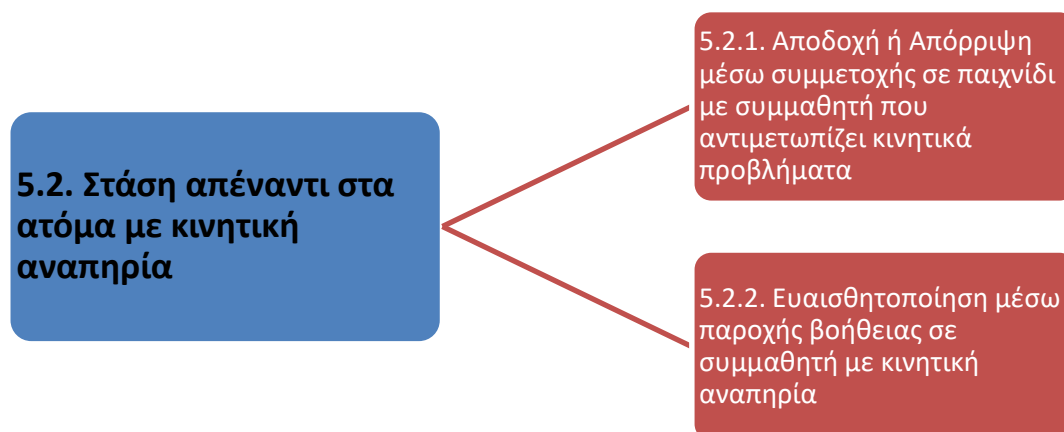 5.2. Στάση απέναντι στα
ατόμα με κινητική
αναπηρία
5.2.1. Αποδοχή ή Απόρριψη
μέσω συμμετοχής σε παιχνίδι
με συμμαθητή που
αντιμετωπίζει κινητικά
προβλήματα
5.2.2. Ευαισθητοποίηση μέσω
παροχής βοήθειας σε
συμμαθητή με κινητική
αναπηρία